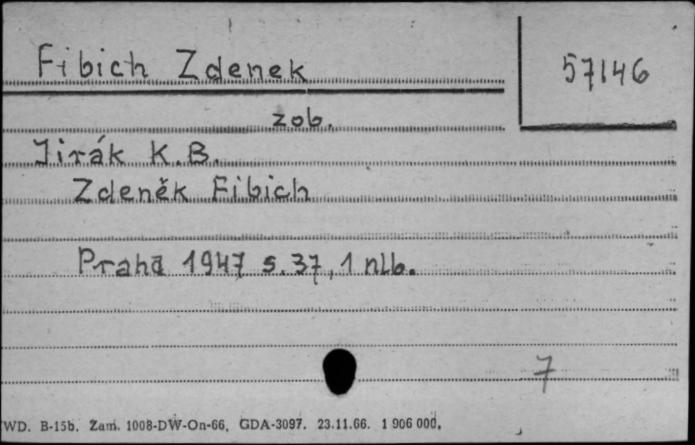 Fibich Zdenek
57146
zob.
Jirák K.B.
Zdeněk Fibich
Praha 1947 s. 37, 1 nlb.
7
WD. B-15b. Zam. 1008-DW-On-66. GDA-3097. 23.11.66. 1 906 000.